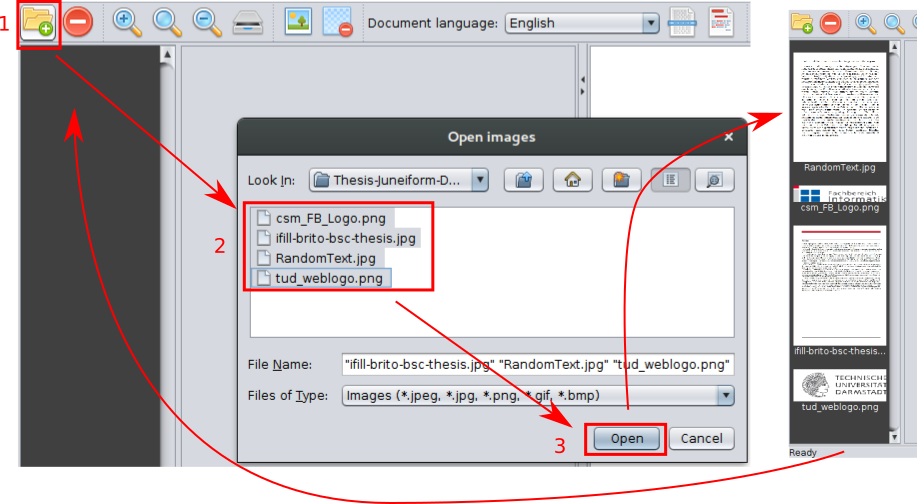 1
Document language: English
Open images
×
Look In: Thesis-Juneiform-D...
2
csm_FB_Logo.png
ifill-brito-bsc-thesis.jpg
RandomText.jpg
tud_weblogo.png
File Name: "ifill-brito-bsc-thesis.jpg" "RandomText.jpg" "tud_weblogo.png"
Files of Type: Images (*.jpeg, *.jpg, *.png, *.gif, *.bmp)
3
Open Cancel
RandomText.jpg
Fachbereich
Informatik
csm_FB_Logo.png
ifill-brito-bsc-thesis...
TECHNISCHE
UNIVERSITAT
DARMSTADT
tud_weblogo.png
Ready